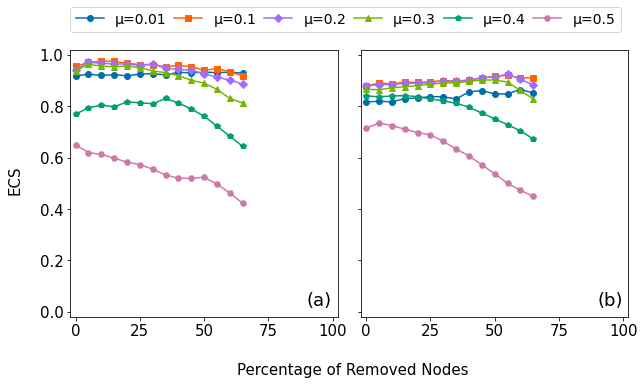 μ=0.01 μ=0.1 μ=0.2 μ=0.3 μ=0.4 μ=0.5
1.0
0.8
0.6
0.4
0.2
0.0
ECS
(a) (b)
0 25 50 75 100 0 25 50 75 100
Percentage of Removed Nodes